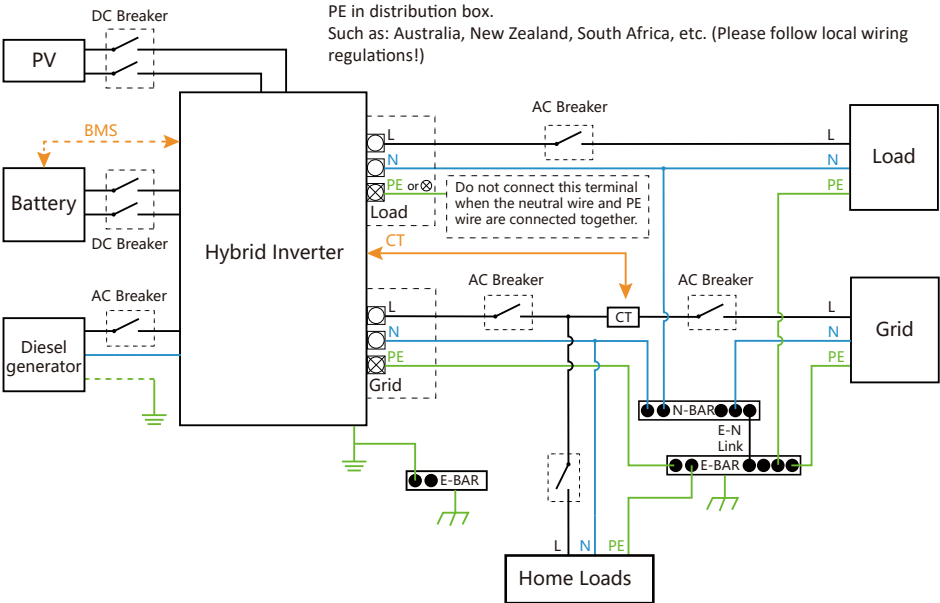 PE in distribution box.
Such as: Australia, New Zealand, South Africa, etc. (Please follow local wiring
regulations!)
DC Breaker
PV
BMS
Battery
DC Breaker
AC Breaker
Diesel
generator
Hybrid Inverter
L
N
PE or
Load
Do not connect this terminal
when the neutral wire and PE
wire are connected together.
CT
AC Breaker
L
N
PE
Load
AC Breaker
CT
AC Breaker
L
N
PE
Grid
L
N
PE
Grid
N-BAR
E-N
Link
E-BAR
E-BAR
L
N
PE
Home Loads